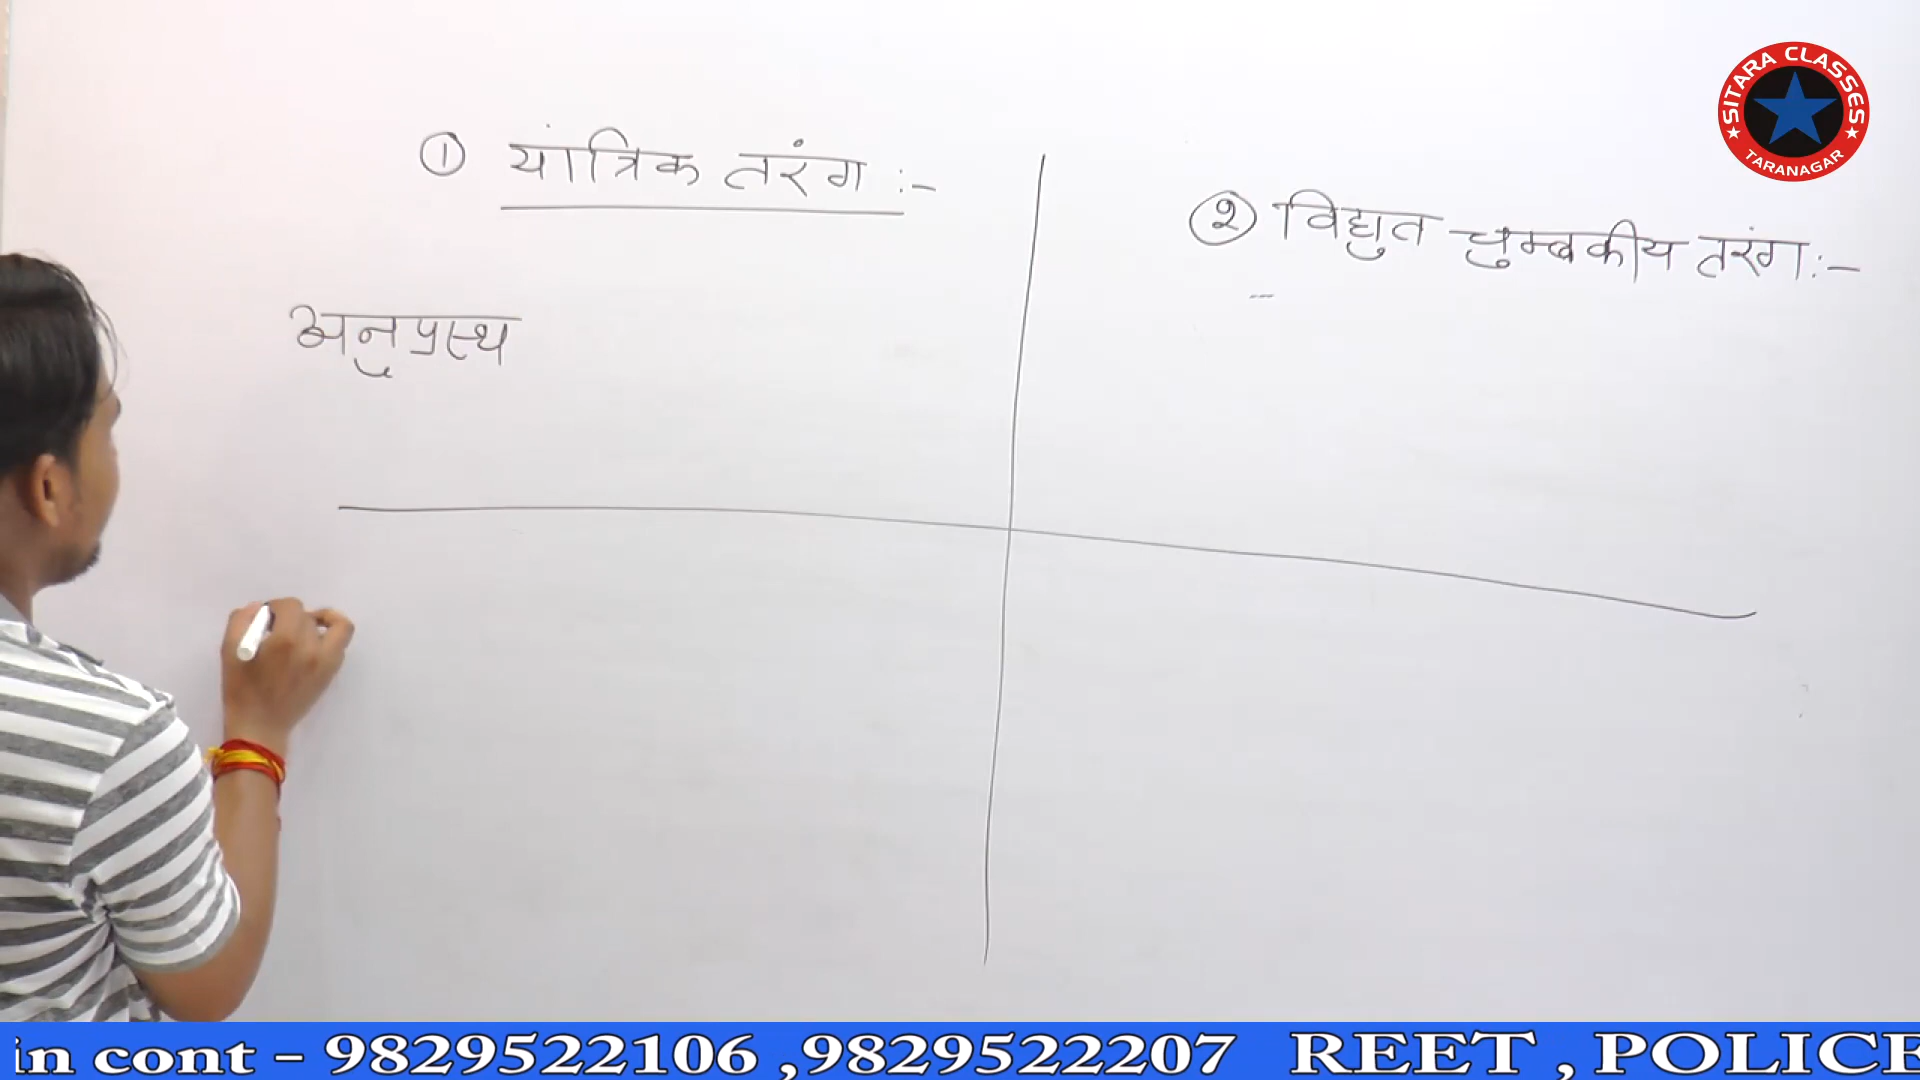 ① यांत्रिक तरंग :-
② विद्युत चुम्बकीय तरंग:-
अनुप्रस्थ
SITARA CLASSES
TARANAGAR
in cont - 9829522106 ,9829522207 REET , POLICE